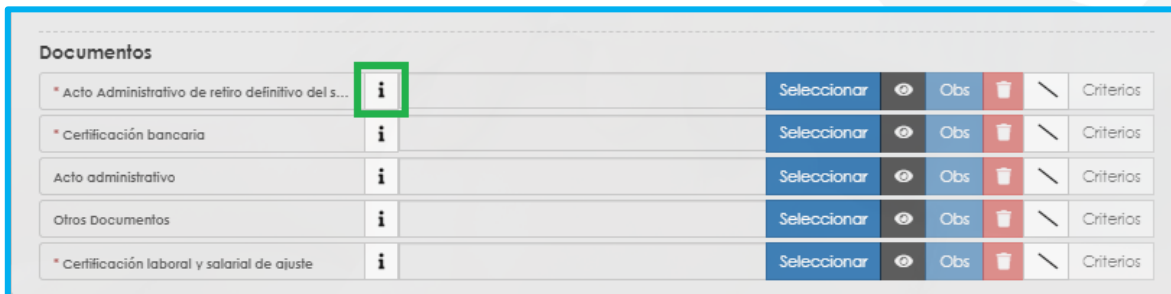 Documentos
* Acto Administrativo de retiro definitivo del s... i Seleccionar Obs Criterios
* Certificación bancaria i Seleccionar Obs Criterios
Acto administrativo i Seleccionar Obs Criterios
Otros Documentos i Seleccionar Obs Criterios
* Certificación laboral y salarial de ajuste i Seleccionar Obs Criterios